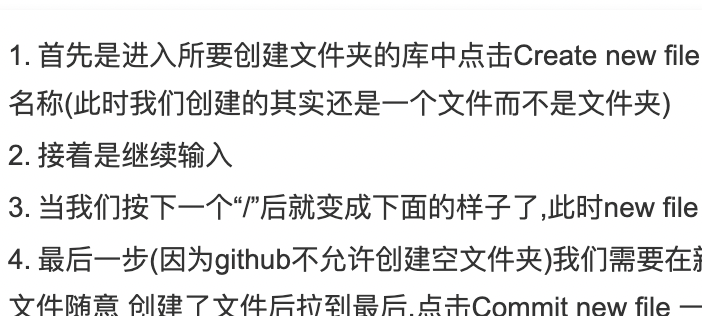 1. 首先是进入所要创建文件夹的库中点击Create new file
名称(此时我们创建的其实还是一个文件而不是文件夹)
2. 接着是继续输入
3. 当我们按下一个“/”后就变成下面的样子了,此时new file
4. 最后一步(因为github不允许创建空文件夹)我们需要在新
文件随意 创建了文件后拉到最后,点击Commit new file 一